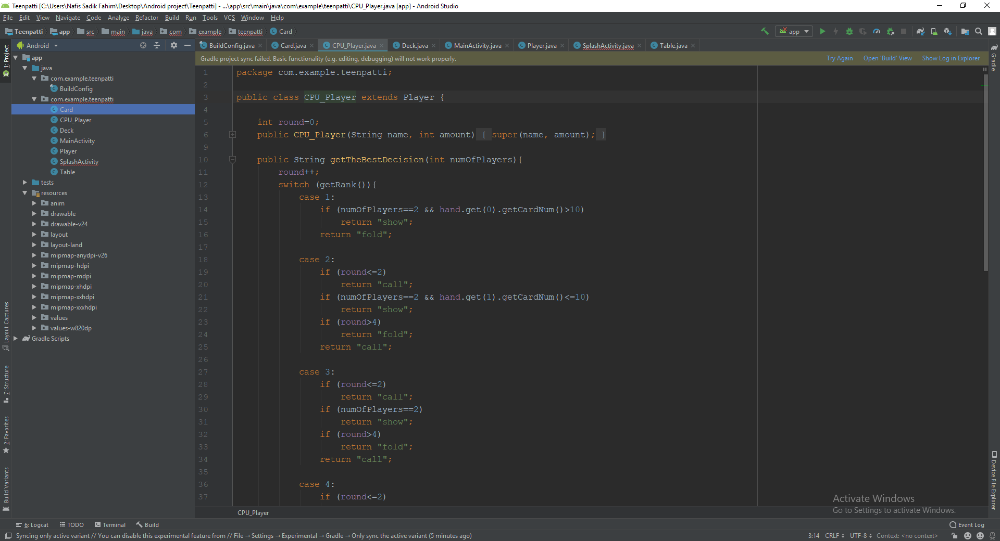 Teenpatti [C:\Users\Nafis Sadik Fahim\Desktop\Android project\Teenpatti] - ...\app\src\main\java\com\example\teenpatti\CPU_Player.java [app] - Android Studio
File Edit View Navigate Code Analyze Refactor Build Run Tools VCS Window Help
Teenpatti app src main java com example teenpatti Card
app
Android
BuildConfig.java Card.java CPU_Player.java Deck.java MainActivity.java Player.java SplashActivity.java Table.java
Gradle project sync failed. Basic functionality (e.g. editing, debugging) will not work properly.
Try Again Open 'Build' View Show Log in Explorer
1: Project
Layout Captures
7: Structure
2: Favorites
Build Variants
app
java
com.example.teenpatti
BuildConfig
com.example.teenpatti
Card
CPU_Player
Deck
MainActivity
Player
SplashActivity
Table
tests
resources
anim
drawable
drawable-v24
layout
layout-land
mipmap-anydpi-v26
mipmap-hdpi
mipmap-mdpi
mipmap-xhdpi
mipmap-xxhdpi
mipmap-xxxhdpi
values
values-w820dp
Gradle Scripts
1 package com.example.teenpatti;
2
3 public class CPU_Player extends Player {
4
5 int round=0;
6 public CPU_Player(String name, int amount) { super(name, amount); }
9
10 public String getTheBestDecision(int numOfPlayers){
11 round++;
12 switch (getRank()){
13 case 1:
14 if (numOfPlayers==2 && hand.get(0).getCardNum()>10)
15 return "show";
16 return "fold";
17
18 case 2:
19 if (round<=2)
20 return "call";
21 if (numOfPlayers==2 && hand.get(1).getCardNum()<=10)
22 return "show";
23 if (round>4)
24 return "fold";
25 return "call";
26
27 case 3:
28 if (round<=2)
29 return "call";
30 if (numOfPlayers==2)
31 return "show";
32 if (round>4)
33 return "fold";
34 return "call";
35
36 case 4:
37 if (round<=2)
CPU_Player
Gradle
Device File Explorer
Activate Windows
Go to Settings to activate Windows.
6: Logcat TODO Terminal Build
Event Log
Syncing only active variant // You can disable this experimental feature from // File → Settings → Experimental → Gradle → Only sync the active variant (5 minutes ago)
3:14 CRLF UTF-8 Context: <no context>